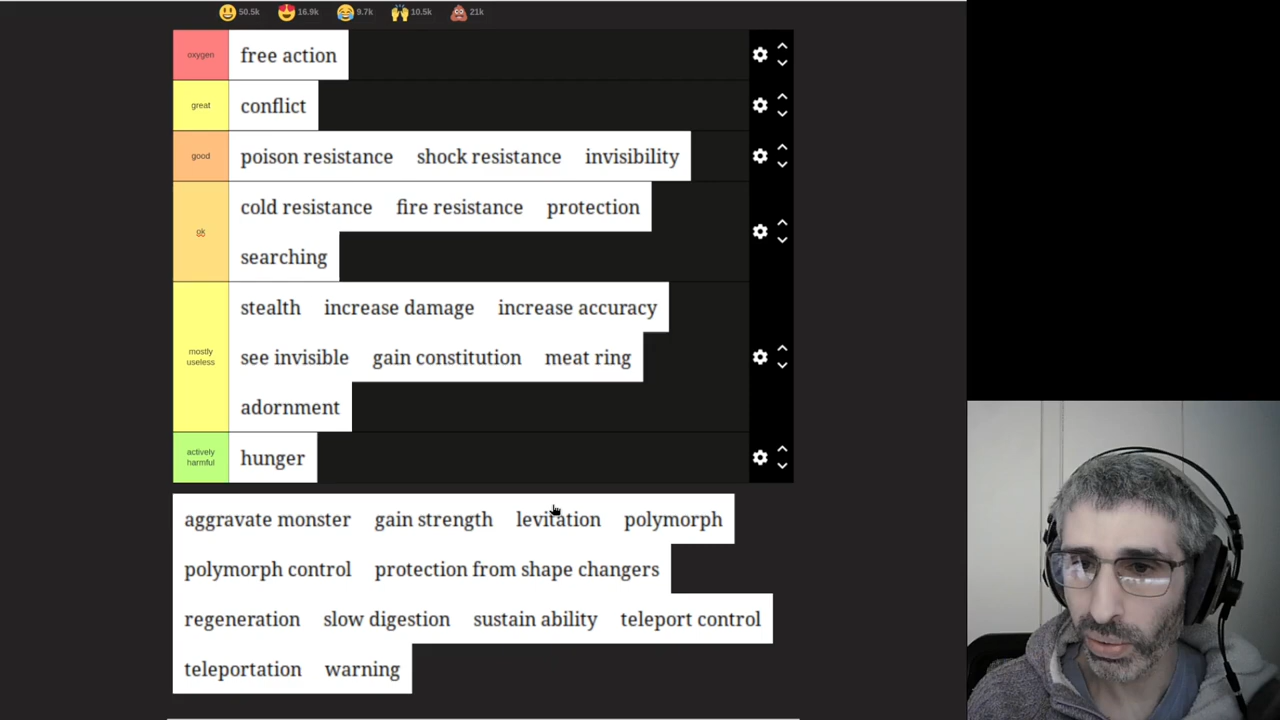 50.5k 16.9k 9.7k 10.5k 21k
oxygen free action
great conflict
good poison resistance shock resistance invisibility
ok cold resistance fire resistance protection
searching
mostly useless stealth increase damage increase accuracy
see invisible gain constitution meat ring
adornment
actively harmful hunger
aggravate monster gain strength levitation polymorph
polymorph control protection from shape changers
regeneration slow digestion sustain ability teleport control
teleportation warning